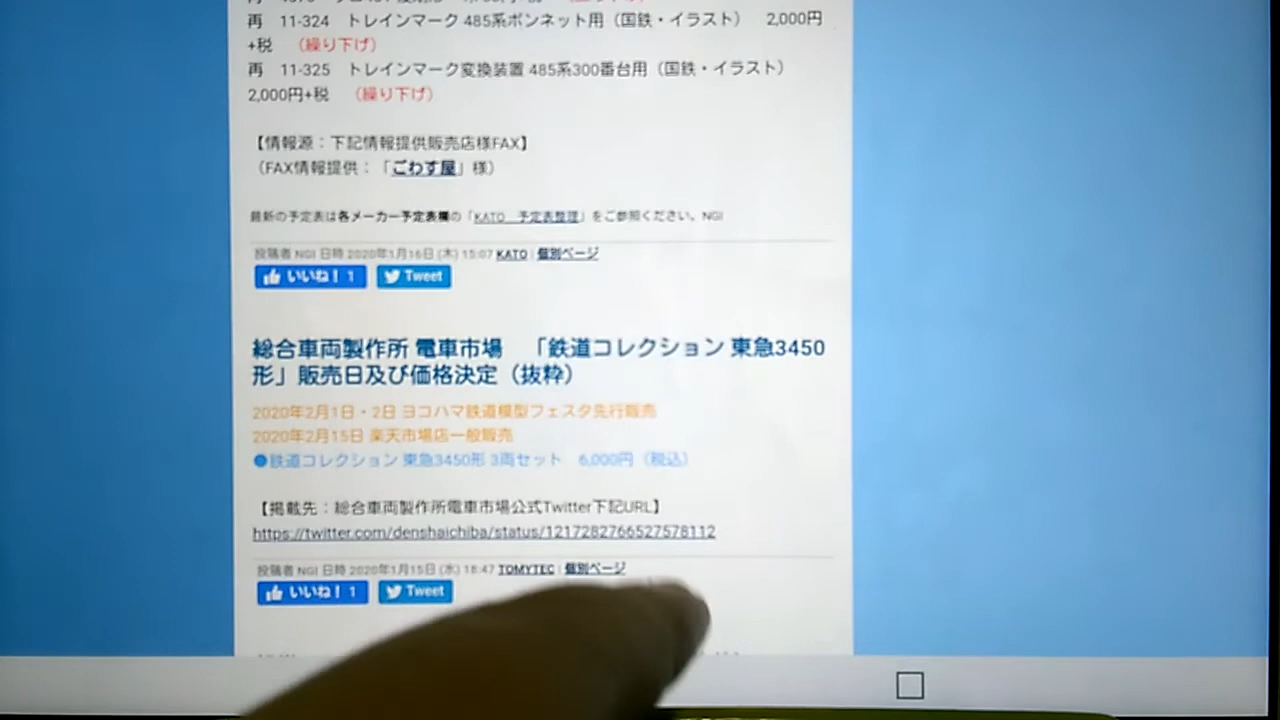 再 11-324 トレインマーク 485系ボンネット用（国鉄・イラスト） 2,000円
+税 （繰り下げ）
再 11-325 トレインマーク変換装置 485系300番台用（国鉄・イラスト）
2,000円+税 （繰り下げ）
【情報源：下記情報提供販売店様FAX】
（FAX情報提供：「ごわす屋」様）
最新の予定表は各メーカー予定表欄の「KATO 予定表整理」をご参照ください。NGI
投稿者 NGI 日時 2020年1月16日 (木) 15:07 KATO | 個別ページ
いいね！ 1 Tweet
総合車両製作所 電車市場 「鉄道コレクション 東急3450
形」販売日及び価格決定（抜粋）
2020年2月1日・2日 ヨコハマ鉄道模型フェスタ先行販売
2020年2月15日 楽天市場店一般販売
●鉄道コレクション 東急3450形 3両セット 6,000円（税込）
【掲載先：総合車両製作所電車市場公式Twitter下記URL】
https://twitter.com/denshaichiba/status/1217282766527578112
投稿者 NGI 日時 2020年1月15日 (水) 18:47 TOMYTEC | 個別ページ
いいね！ 1 Tweet